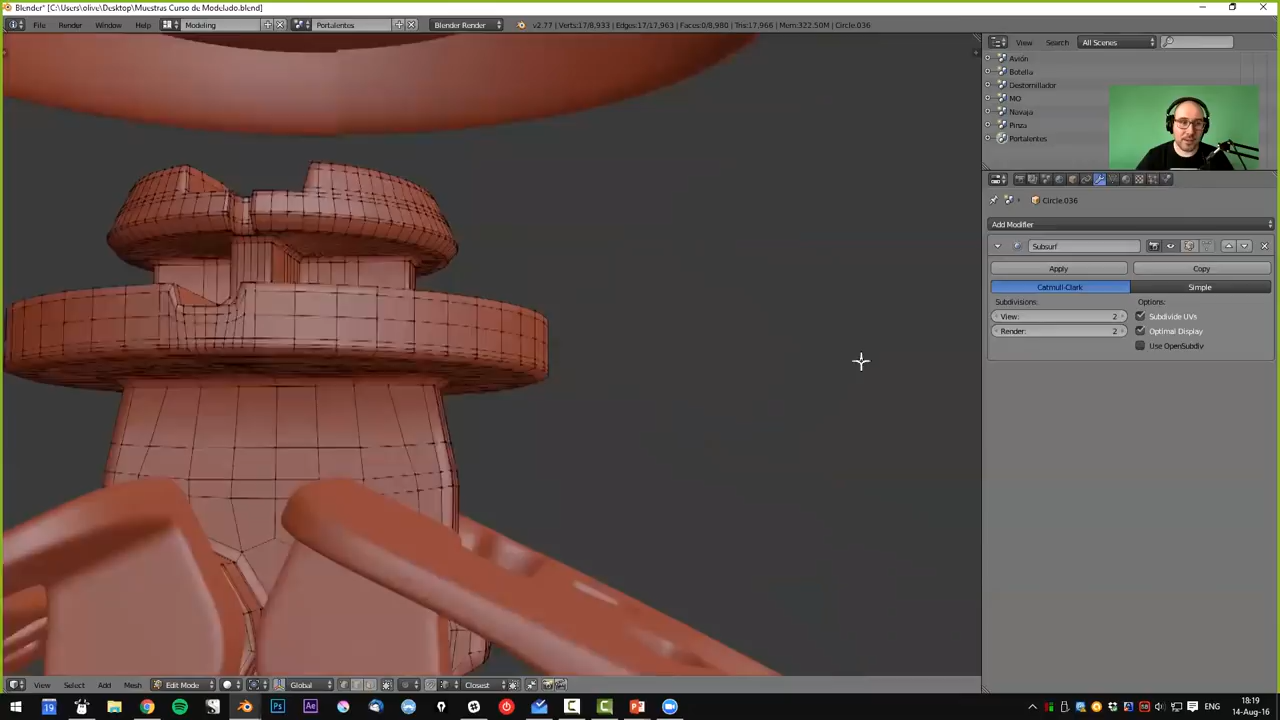 Blender* [C:\Users\olive\Desktop\Muestras Curso de Modelado.blend]
File Render Window Help Modeling Portalentes Blender Render v2.77 | Verts:17/8,933 | Edges:17/17,963 | Faces:0/8,980 | Tris:17,966 | Mem:322.50M | Circle.036
View Search All Scenes
Avión
Botella
Destornillador
MO
Navaja
Pinza
Portalentes
Circle.036
Add Modifier
Subsurf
Apply Copy
Catmull-Clark Simple
Subdivisions: Options:
View: 2 Subdivide UVs
Render: 2 Optimal Display
Use OpenSubdiv
View Select Add Mesh Edit Mode Global Closest
19 Ps Ae ENG
18:19
14-Aug-16